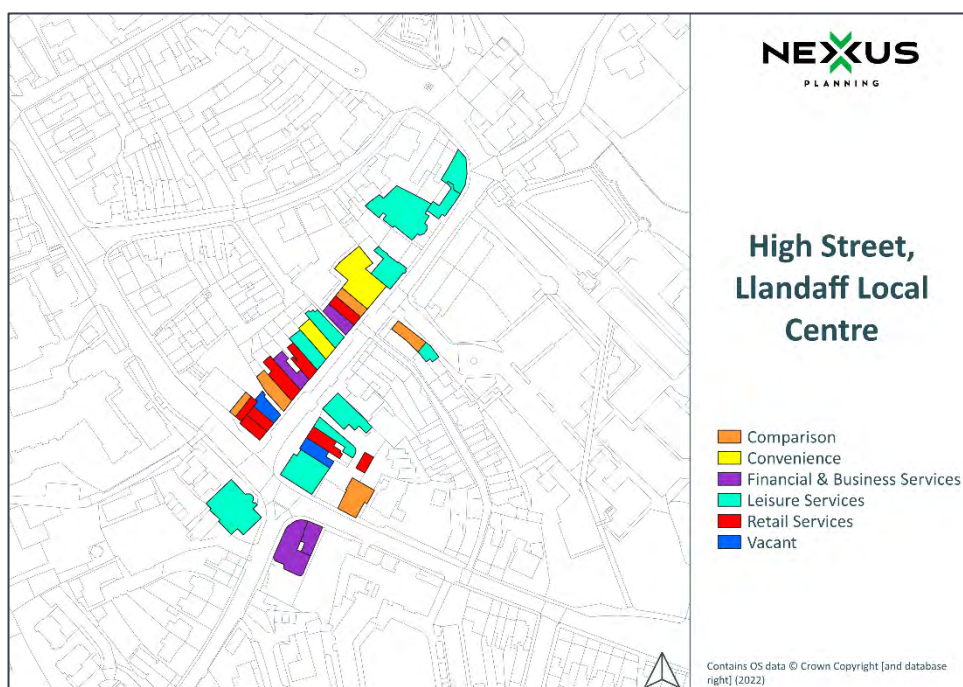 NEXUS
PLANNING
High Street,
Llandaff Local
Centre
Comparison
Convenience
Financial & Business Services
Leisure Services
Retail Services
Vacant
Contains OS data © Crown Copyright [and database
right] (2022)